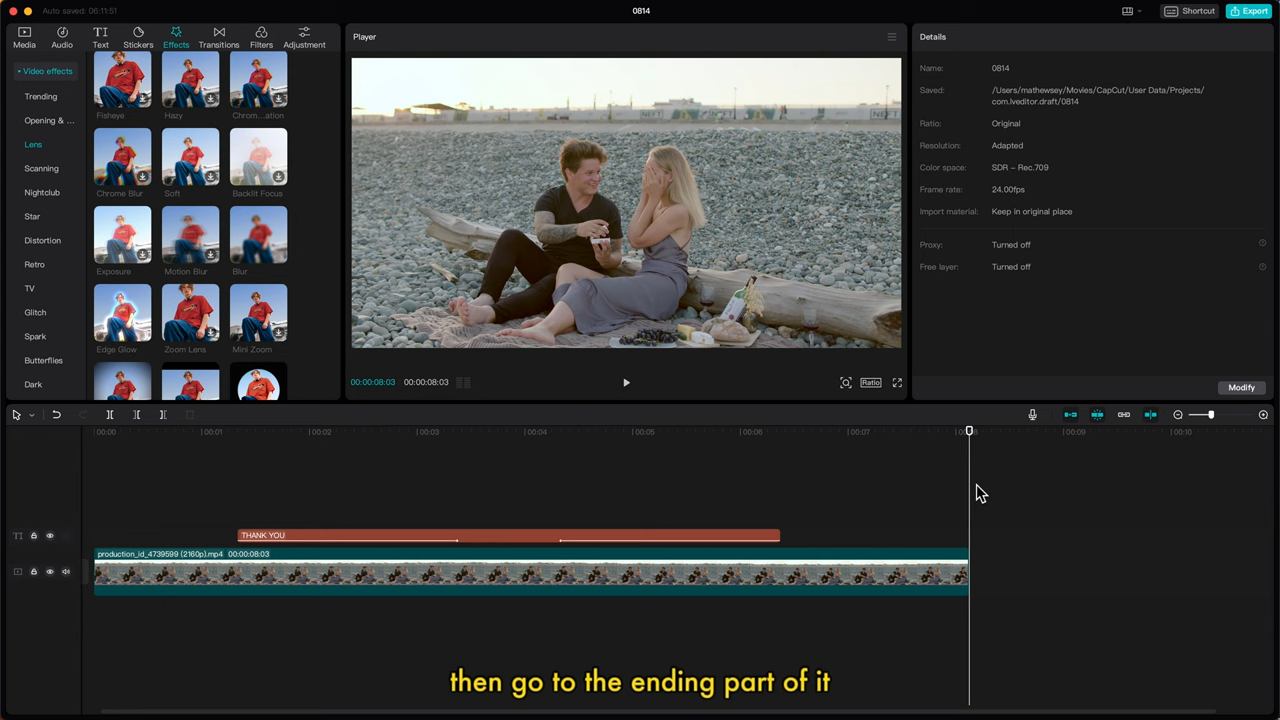 Auto saved: 06:11:51
0814
Shortcut
Export
Media
Audio
Text
Stickers
Effects
Transitions
Filters
Adjustment
Video effects
Trending
Opening & ...
Lens
Scanning
Nightclub
Star
Distortion
Retro
TV
Glitch
Spark
Butterflies
Dark
Fisheye
Hazy
Chrom...ation
Chrome Blur
Soft
Backlit Focus
Exposure
Motion Blur
Blur
Edge Glow
Zoom Lens
Mini Zoom
Player
00:00:08:03
00:00:08:03
Ratio
Details
Name: 0814
Saved: /Users/mathewsey/Movies/CapCut/User Data/Projects/
com.lveditor.draft/0814
Ratio: Original
Resolution: Adapted
Color space: SDR – Rec.709
Frame rate: 24.00fps
Import material: Keep in original place
Proxy: Turned off
Free layer: Turned off
Modify
00:00
00:01
00:02
00:03
00:04
00:05
00:06
00:07
00:09
00:10
THANK YOU
production_id_4739599 (2160p).mp4 00:00:08:03
then go to the ending part of it